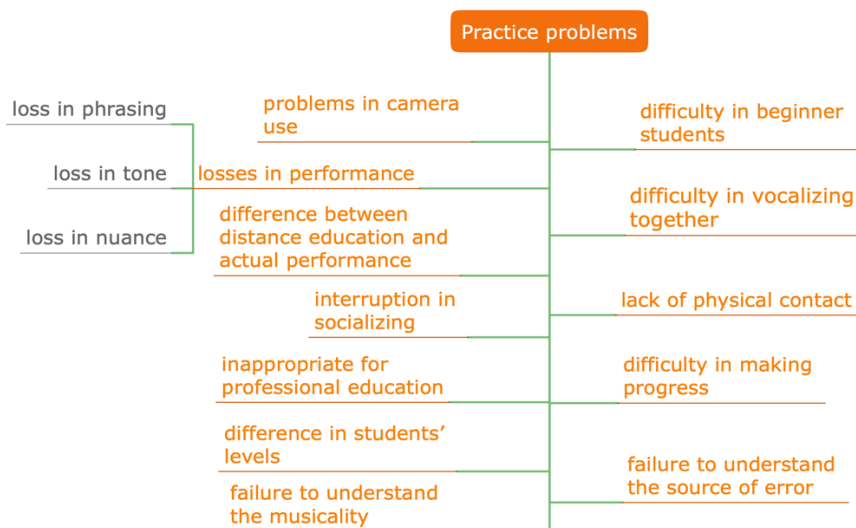 Practice problems
loss in phrasing
loss in tone
loss in nuance
problems in camera
use
losses in performance
difference between
distance education and
actual performance
interruption in
socializing
inappropriate for
professional education
difference in students’
levels
failure to understand
the musicality
difficulty in beginner
students
difficulty in vocalizing
together
lack of physical contact
difficulty in making
progress
failure to understand
the source of error